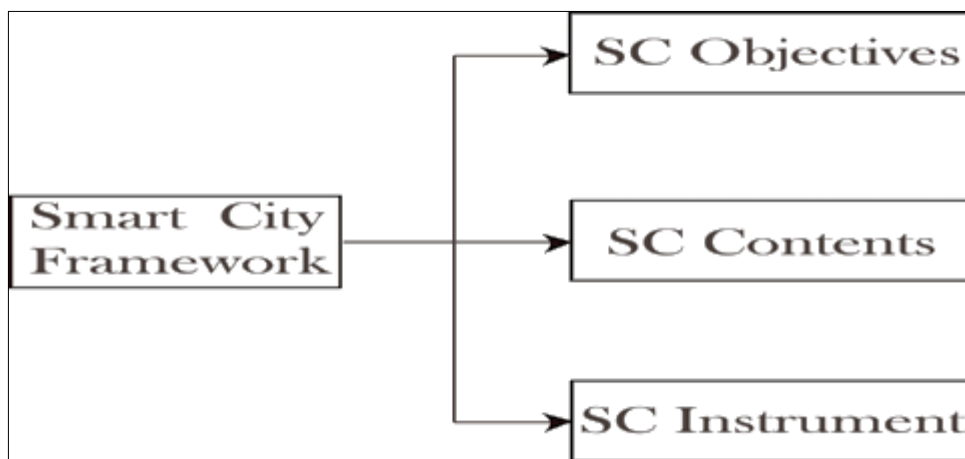 SC Objectives
Smart City
Framework
SC Contents
SC Instrument